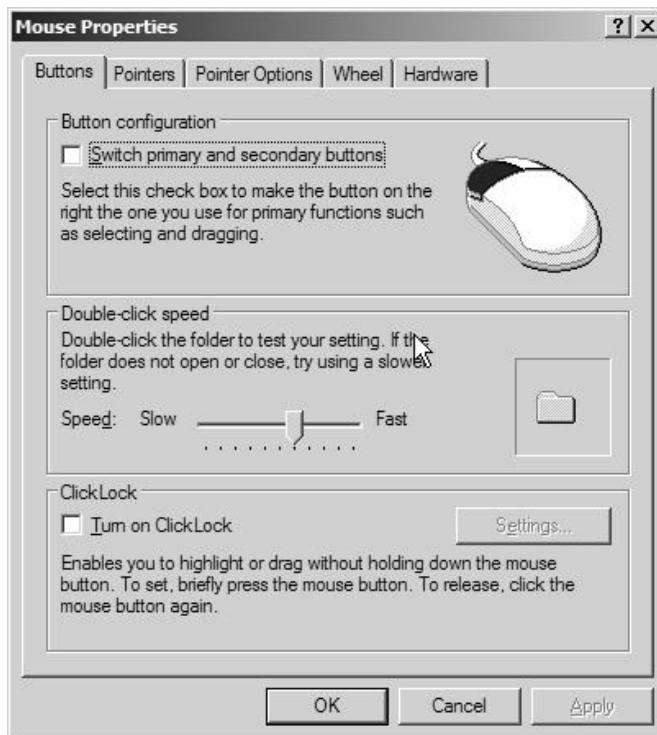 Mouse Properties
Buttons Pointers Pointer Options Wheel Hardware
Button configuration
Switch primary and secondary buttons
Select this check box to make the button on the
right the one you use for primary functions such
as selecting and dragging.
Double-click speed
Double-click the folder to test your setting. If the
folder does not open or close, try using a slower
setting.
Speed: Slow Fast
ClickLock
Turn on ClickLock Settings...
Enables you to highlight or drag without holding down the mouse
button. To set, briefly press the mouse button. To release, click the
mouse button again.
OK Cancel Apply